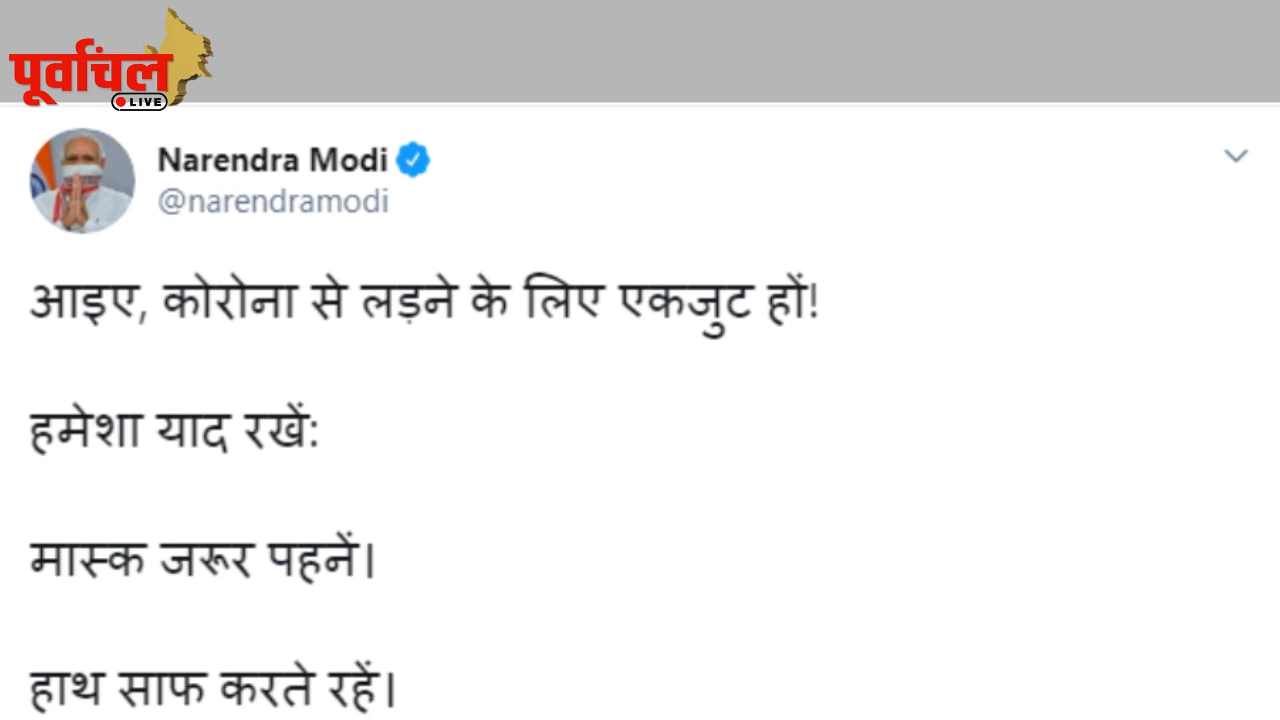 पूर्वांचल
LIVE
Narendra Modi
@narendramodi
आइए, कोरोना से लड़ने के लिए एकजुट हों!
हमेशा याद रखें:
मास्क जरूर पहनें।
हाथ साफ करते रहें।